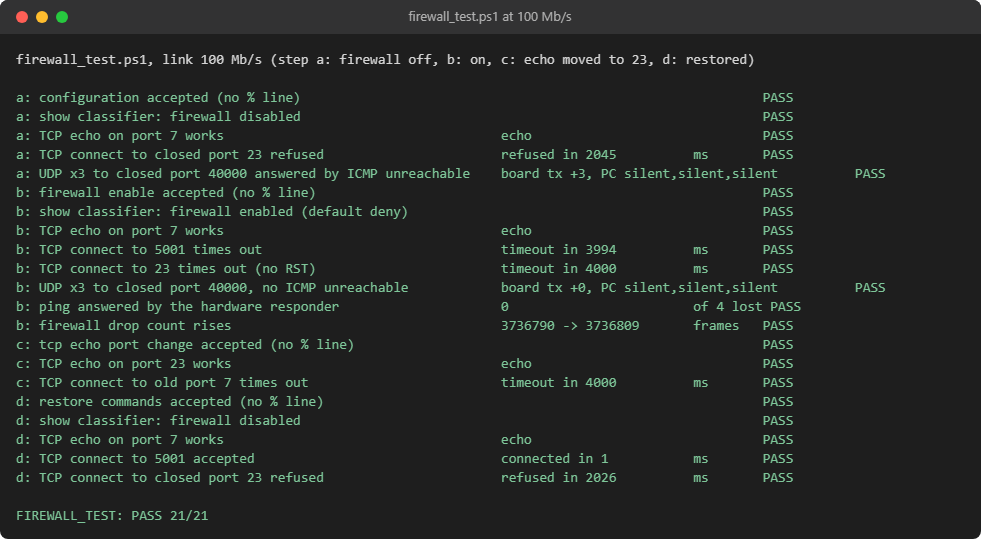 firewall_test.ps1 at 100 Mb/s
firewall_test.ps1, link 100 Mb/s (step a: firewall off, b: on, c: echo moved to 23, d: restored)
a: configuration accepted (no % line) PASS
a: show classifier: firewall disabled PASS
a: TCP echo on port 7 works echo PASS
a: TCP connect to closed port 23 refused refused in 2045 ms PASS
a: UDP x3 to closed port 40000 answered by ICMP unreachable board tx +3, PC silent,silent,silent PASS
b: firewall enable accepted (no % line) PASS
b: show classifier: firewall enabled (default deny) PASS
b: TCP echo on port 7 works echo PASS
b: TCP connect to 5001 times out timeout in 3994 ms PASS
b: TCP connect to 23 times out (no RST) timeout in 4000 ms PASS
b: UDP x3 to closed port 40000, no ICMP unreachable board tx +0, PC silent,silent,silent PASS
b: ping answered by the hardware responder 0 of 4 lost PASS
b: firewall drop count rises 3736790 -> 3736809 frames PASS
c: tcp echo port change accepted (no % line) PASS
c: TCP echo on port 23 works echo PASS
c: TCP connect to old port 7 times out timeout in 4000 ms PASS
d: restore commands accepted (no % line) PASS
d: show classifier: firewall disabled PASS
d: TCP echo on port 7 works echo PASS
d: TCP connect to 5001 accepted connected in 1 ms PASS
d: TCP connect to closed port 23 refused refused in 2026 ms PASS
FIREWALL_TEST: PASS 21/21